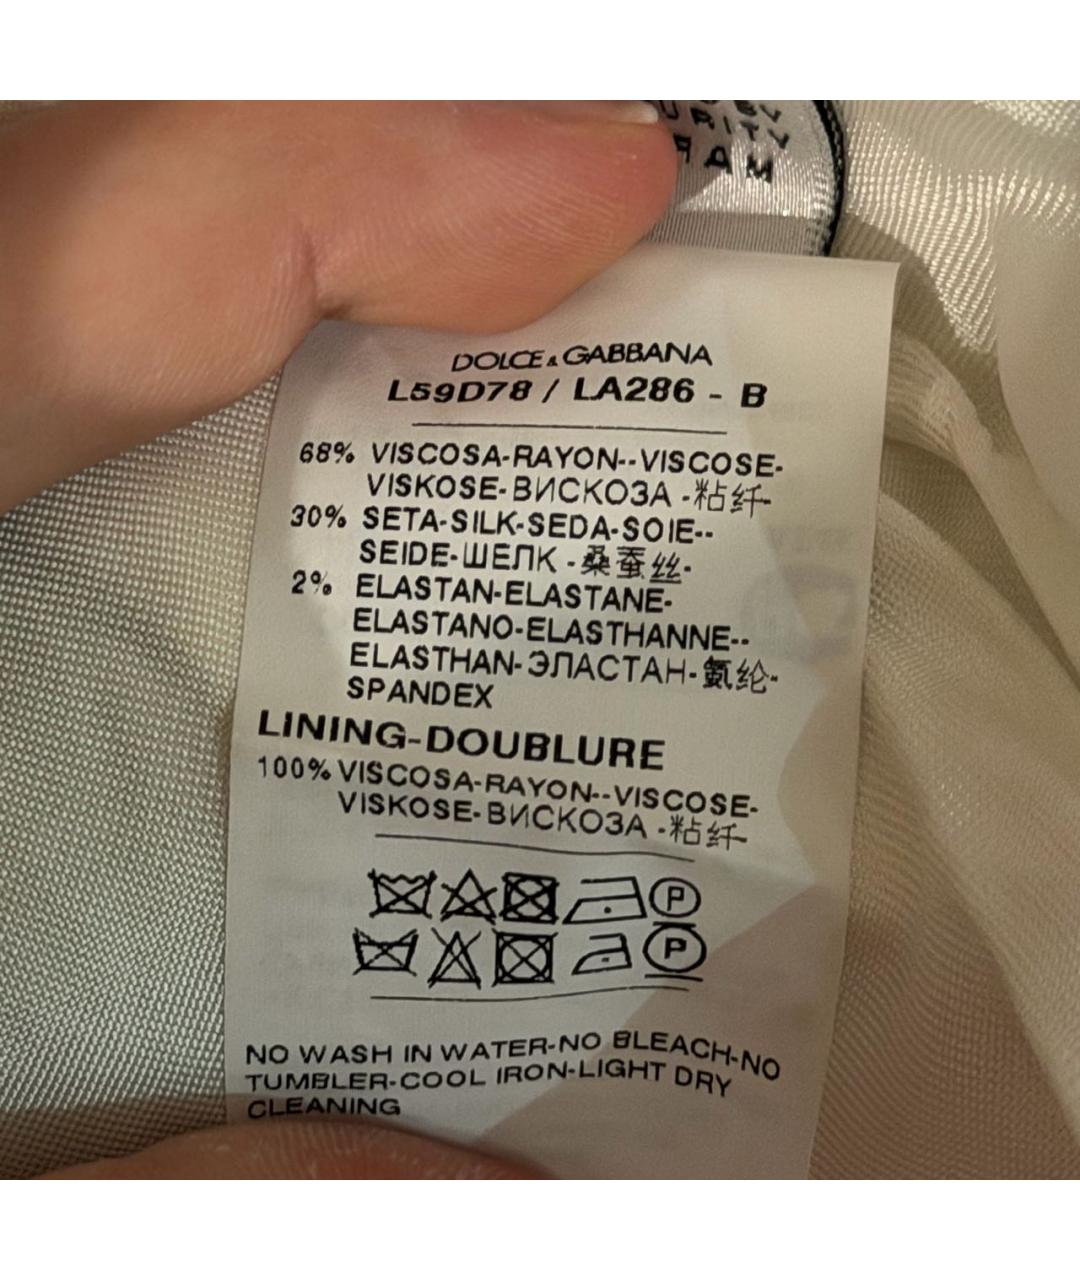 URITY
RAM
DOLCE & GABBANA
L59D78 / LA286 - B
68% VISCOSA-RAYON--VISCOSE-
VISKOSE-ВИСКОЗА -粘纤-
30% SETA-SILK-SEDA-SOIE--
SEIDE-ШЕЛК -桑蚕丝-
2% ELASTAN-ELASTANE-
ELASTANO-ELASTHANNE--
ELASTHAN-ЭЛАСТАН-氨纶-
SPANDEX
LINING-DOUBLURE
100% VISCOSA-RAYON--VISCOSE-
VISKOSE-ВИСКОЗА -粘纤-
P
P
NO WASH IN WATER-NO BLEACH-NO
TUMBLER-COOL IRON-LIGHT DRY
CLEANING